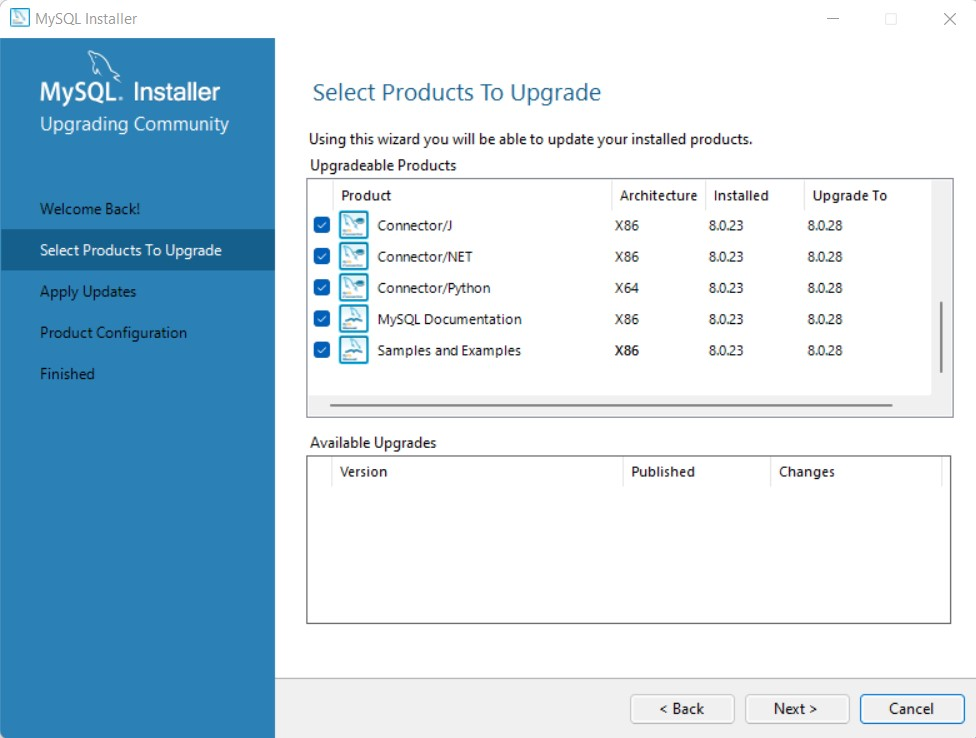 MySQL Installer
MySQL. Installer
Upgrading Community
Welcome Back!
Select Products To Upgrade
Apply Updates
Product Configuration
Finished
Select Products To Upgrade
Using this wizard you will be able to update your installed products.
Upgradeable Products
Product Architecture Installed Upgrade To
Connector/J X86 8.0.23 8.0.28
Connector/NET X86 8.0.23 8.0.28
Connector/Python X64 8.0.23 8.0.28
MySQL Documentation X86 8.0.23 8.0.28
Samples and Examples X86 8.0.23 8.0.28
Available Upgrades
Version Published Changes
< Back Next > Cancel